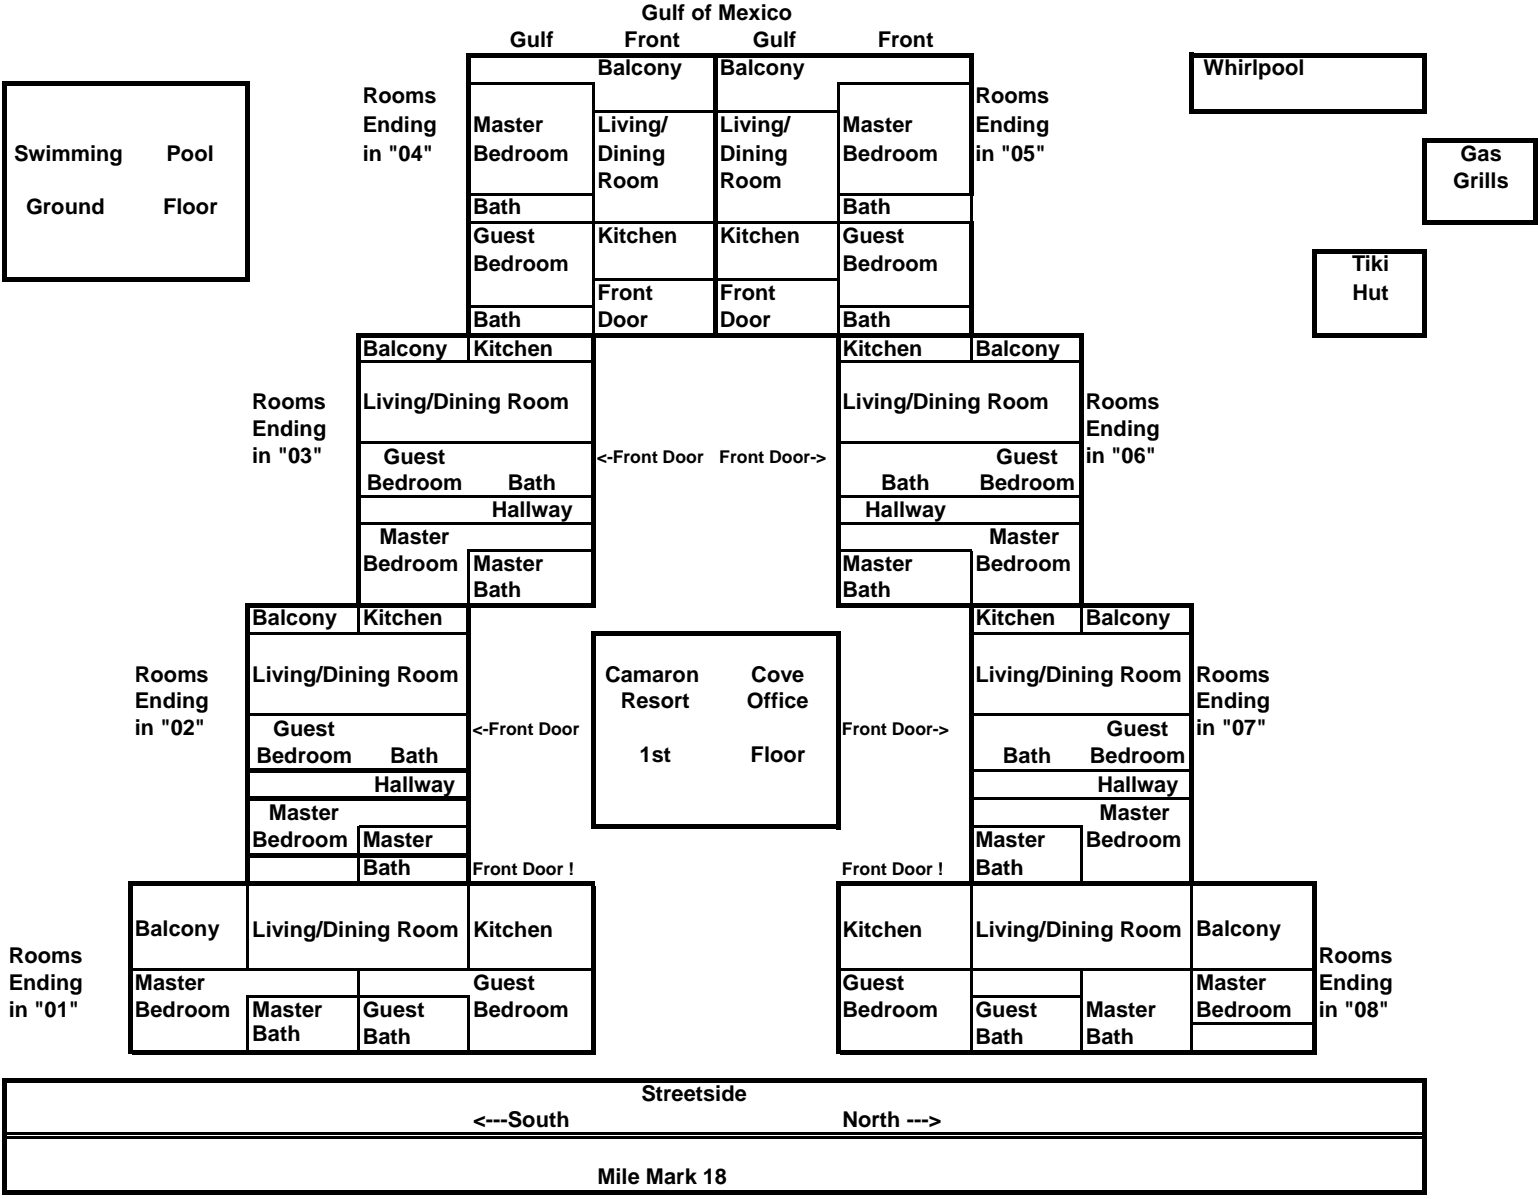 Gulf of Mexico
Gulf Front Gulf Front
Balcony Balcony
Whirlpool
Rooms
Ending
in "04"
Master
Bedroom
Living/
Dining
Room
Living/
Dining
Room
Master
Bedroom
Rooms
Ending
in "05"
Swimming Pool
Ground Floor
Gas
Grills
Bath
Bath
Guest
Bedroom
Kitchen
Kitchen
Guest
Bedroom
Tiki
Hut
Front
Door
Front
Door
Bath
Bath
Balcony Kitchen
Kitchen Balcony
Rooms
Ending
in "03"
Living/Dining Room
Living/Dining Room
Rooms
Ending
in "06"
Guest
Bedroom Bath
<-Front Door Front Door->
Guest
Bath Bedroom
Hallway
Hallway
Master
Bedroom
Master
Bath
Master
Bedroom
Master
Bath
Balcony Kitchen
Kitchen Balcony
Rooms
Ending
in "02"
Living/Dining Room
Camaron Cove
Resort Office
1st Floor
Living/Dining Room
Rooms
Ending
in "07"
Guest
Bedroom Bath
<-Front Door
Front Door->
Guest
Bath Bedroom
Hallway
Hallway
Master
Bedroom
Master
Bath
Master
Bedroom
Master
Bath
Front Door !
Front Door !
Balcony Living/Dining Room Kitchen
Kitchen Living/Dining Room Balcony
Rooms
Ending
in "01"
Master
Bedroom
Master
Bath
Guest
Bath
Guest
Bedroom
Guest
Bedroom
Guest
Bath
Master
Bath
Master
Bedroom
Rooms
Ending
in "08"
Streetside
<---South North --->
Mile Mark 18